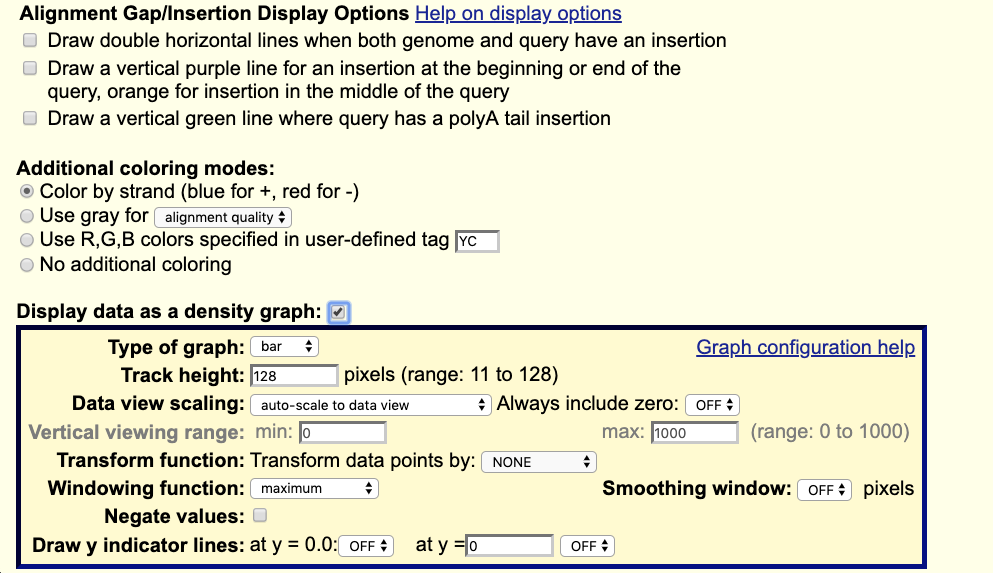 Alignment Gap/Insertion Display Options Help on display options
Draw double horizontal lines when both genome and query have an insertion
Draw a vertical purple line for an insertion at the beginning or end of the
query, orange for insertion in the middle of the query
Draw a vertical green line where query has a polyA tail insertion
Additional coloring modes:
Color by strand (blue for +, red for -)
Use gray for alignment quality
Use R,G,B colors specified in user-defined tag YC
No additional coloring
Display data as a density graph:
Type of graph: bar Graph configuration help
Track height: 128 pixels (range: 11 to 128)
Data view scaling: auto-scale to data view Always include zero: OFF
Vertical viewing range: min: 0 max: 1000 (range: 0 to 1000)
Transform function: Transform data points by: NONE
Windowing function: maximum Smoothing window: OFF pixels
Negate values:
Draw y indicator lines: at y = 0.0: OFF at y = 0 OFF